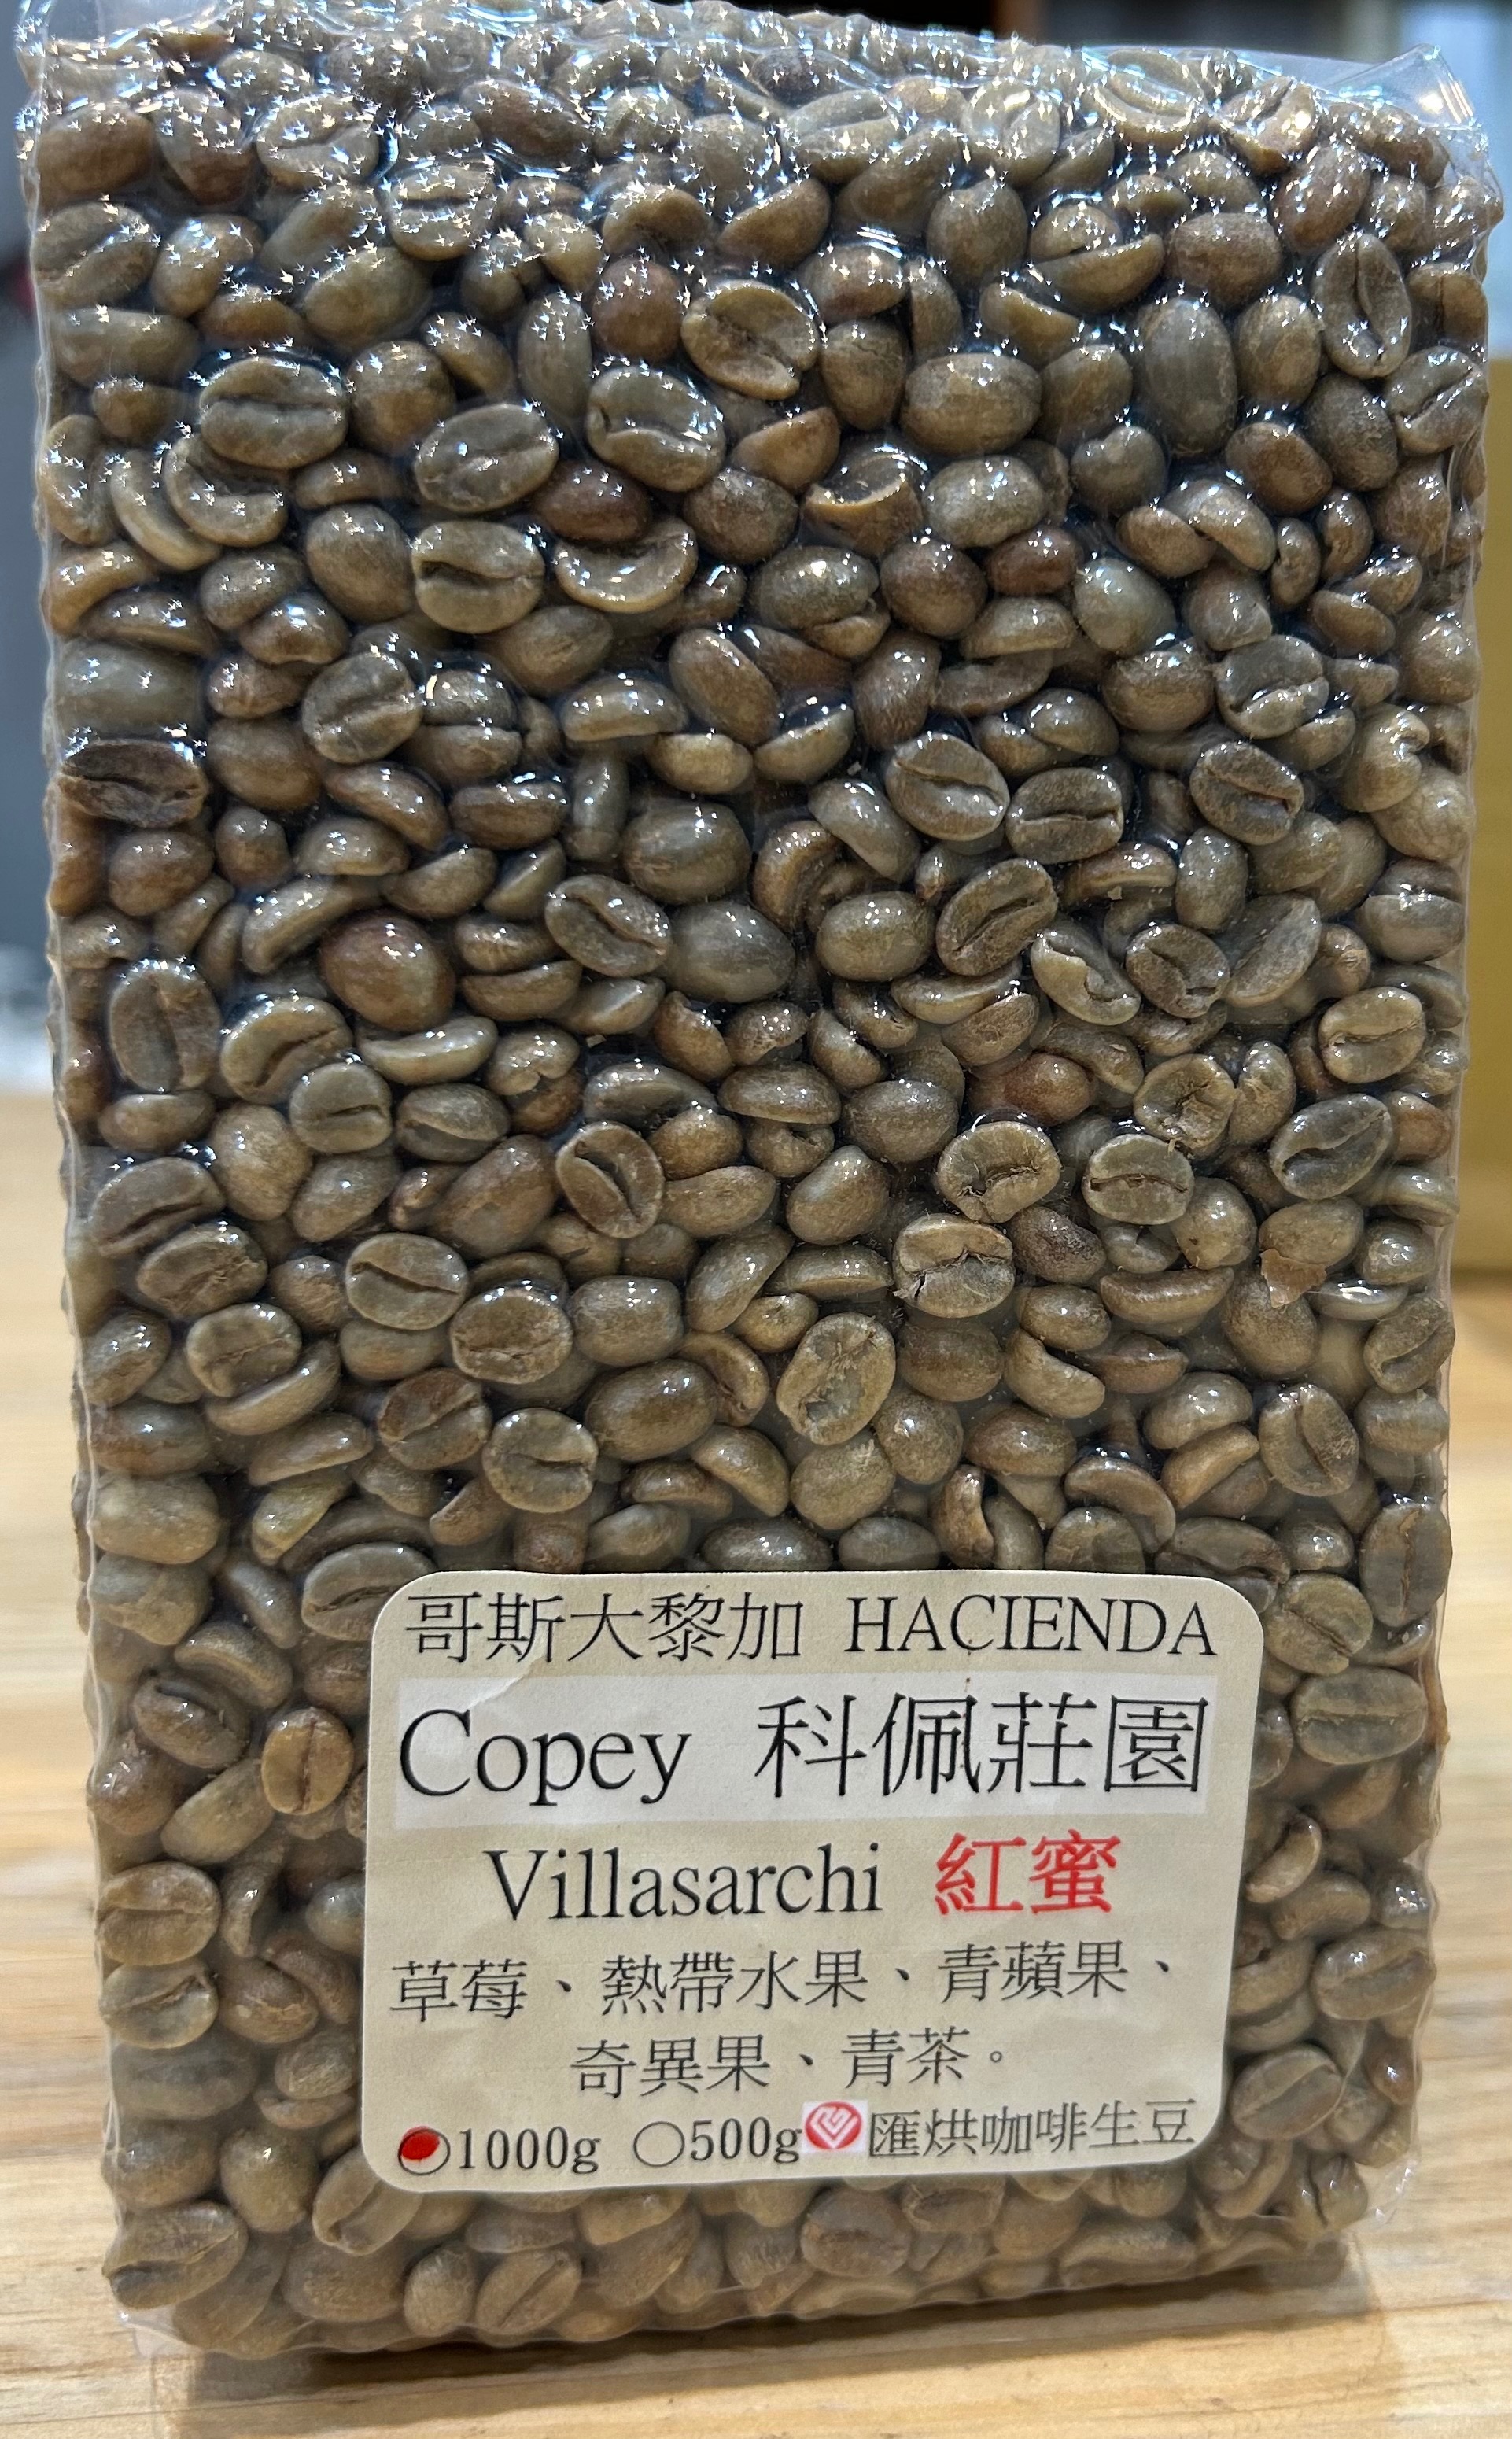 哥斯大黎加 HACIENDA
Copey 科佩莊園
Villasarchi 紅蜜
草莓、熱帶水果、青蘋果、
奇異果、青茶。
1000g 500g 匯烘咖啡生豆